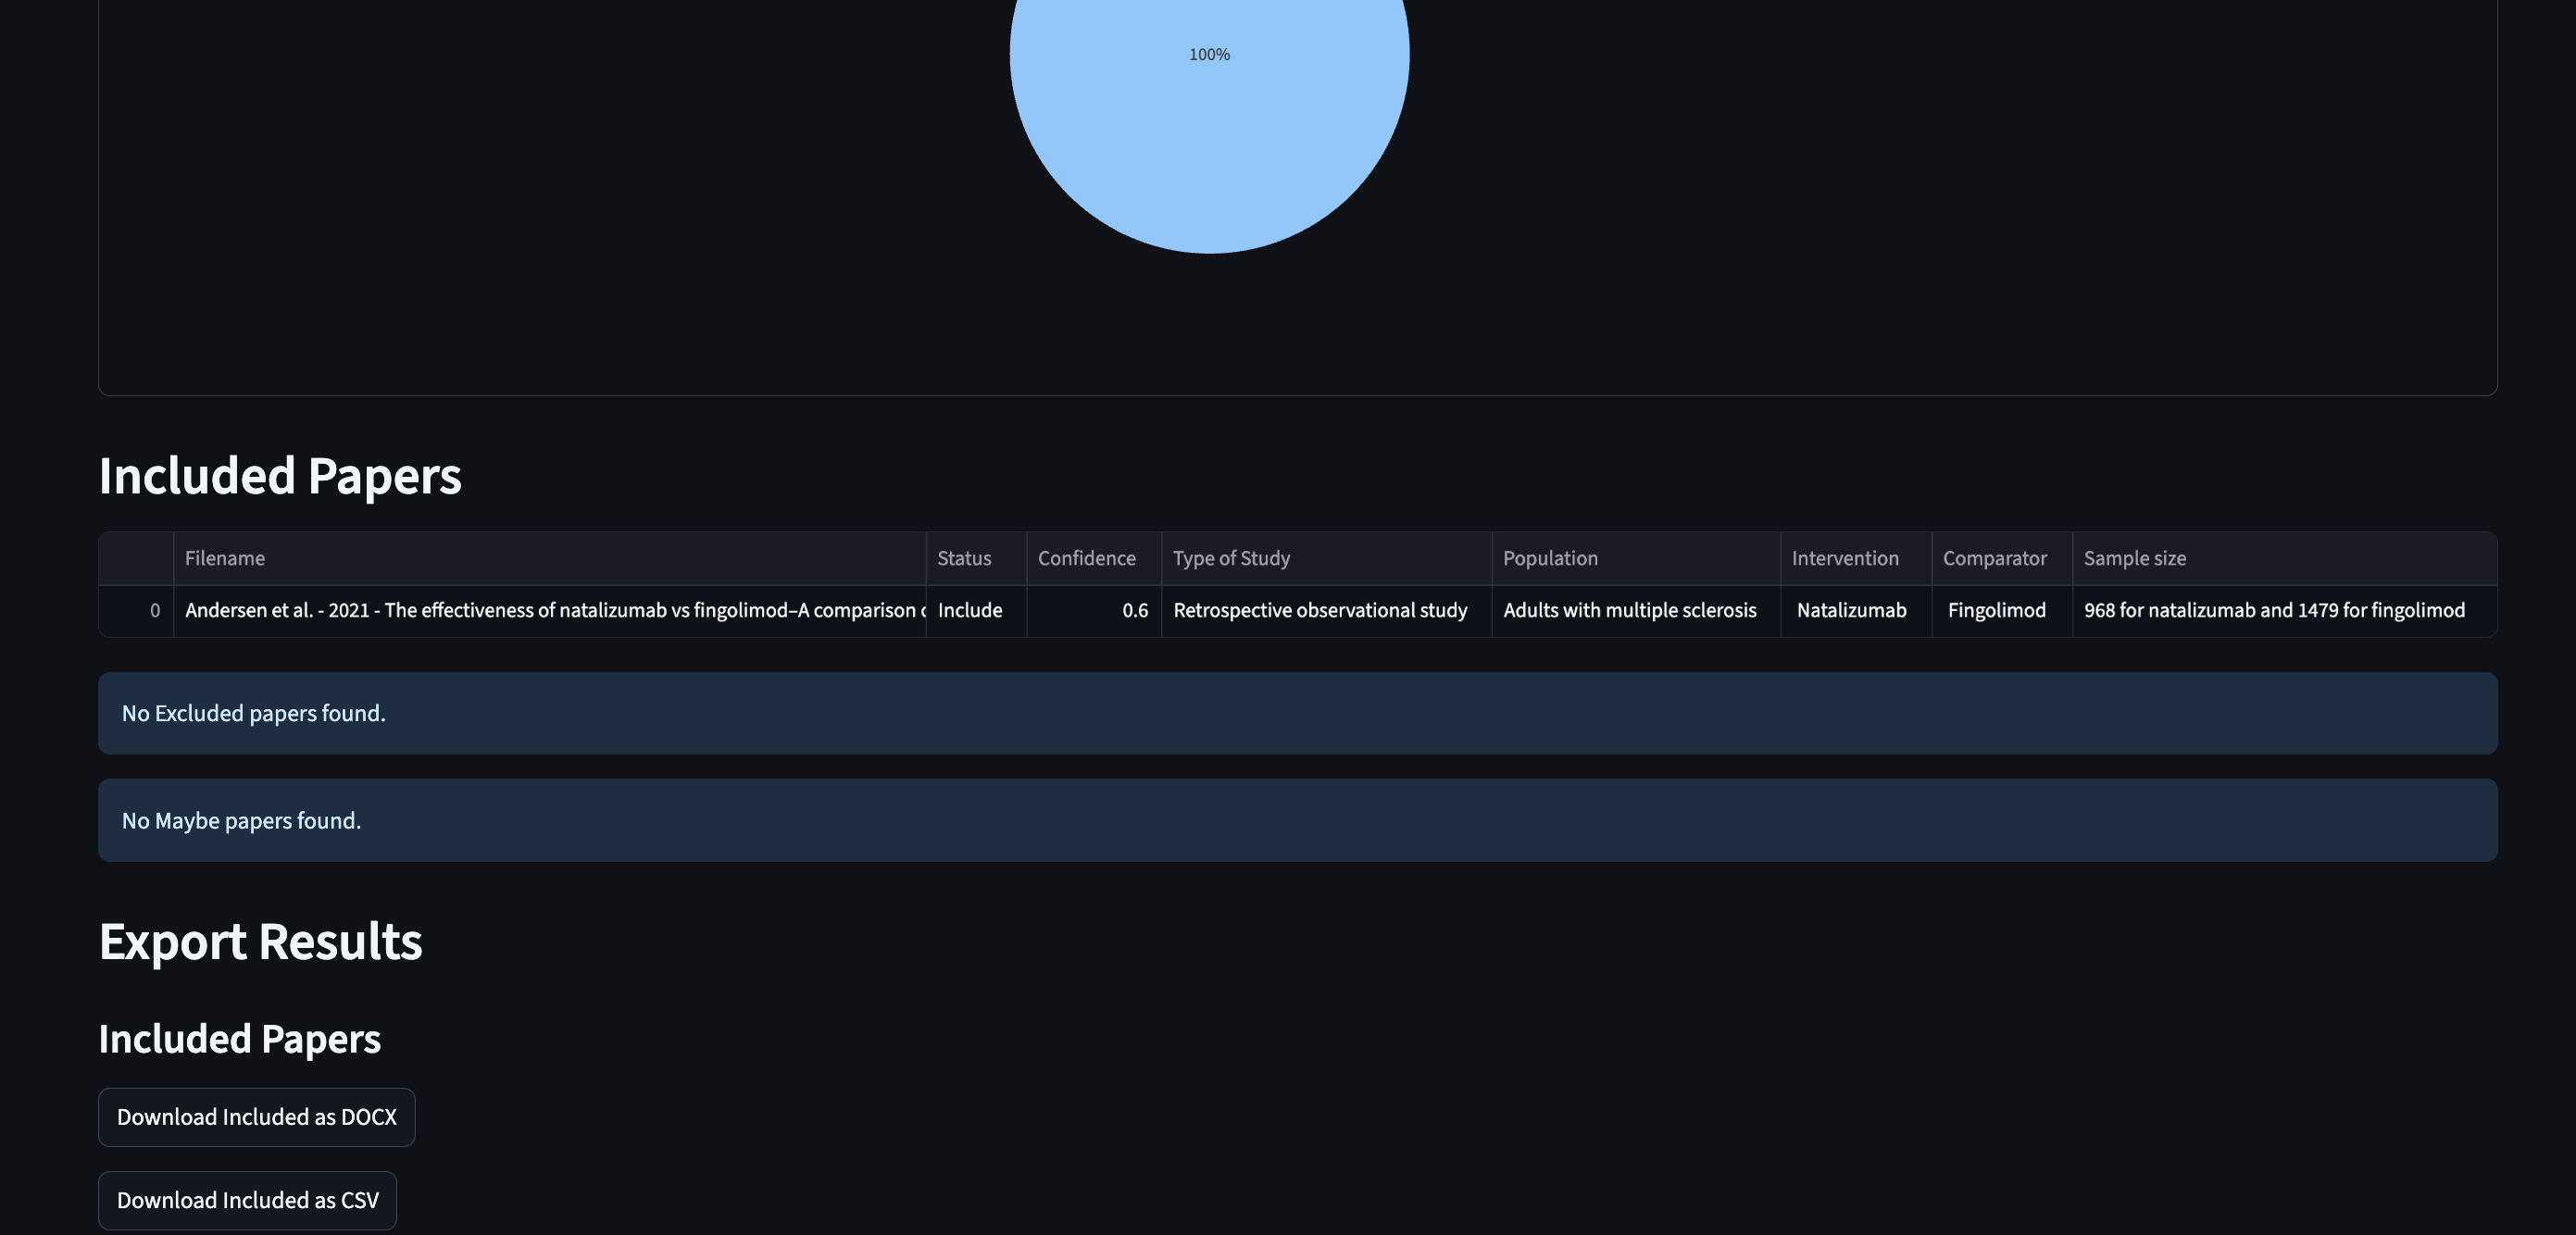 100%
Included Papers
Filename Status Confidence Type of Study Population Intervention Comparator Sample size
0 Andersen et al. - 2021 - The effectiveness of natalizumab vs fingolimod–A comparison Include 0.6 Retrospective observational study Adults with multiple sclerosis Natalizumab Fingolimod 968 for natalizumab and 1479 for fingolimod
No Excluded papers found.
No Maybe papers found.
Export Results
Included Papers
Download Included as DOCX
Download Included as CSV